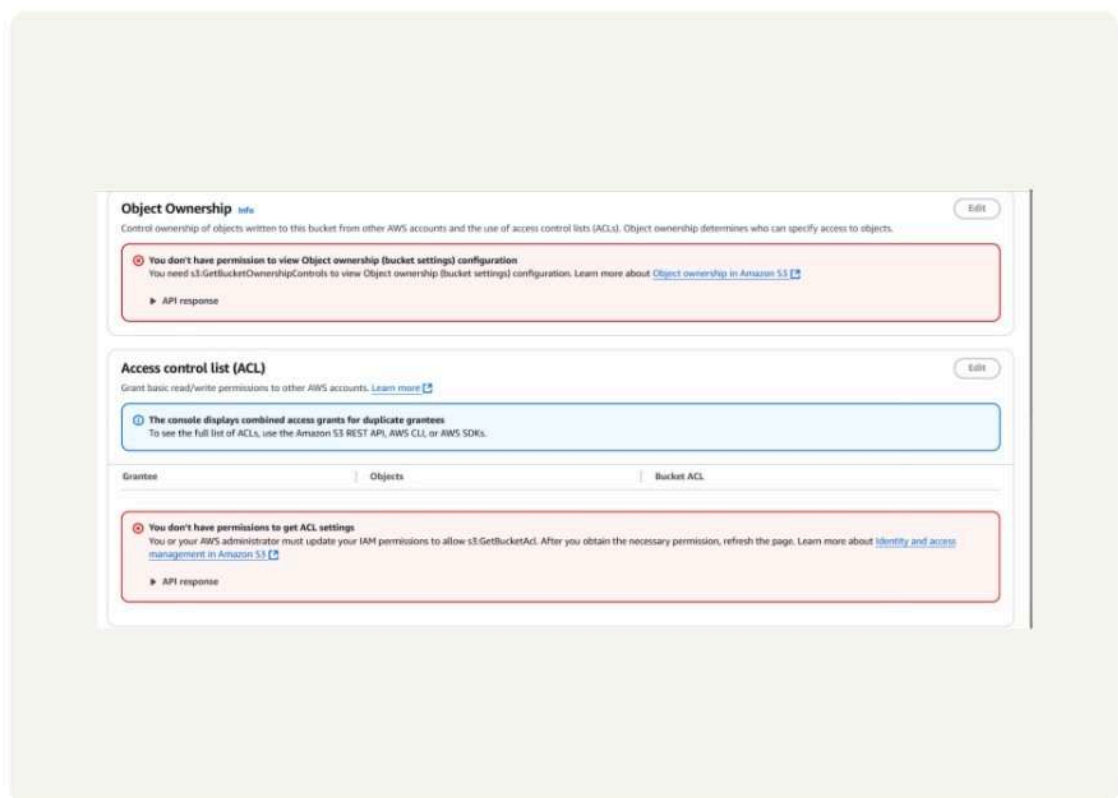 Object Ownership Info
Edit
Control ownership of objects written to this bucket from other AWS accounts and the use of access control lists (ACLs). Object ownership determines who can specify access to objects.
You don't have permission to view Object ownership (bucket settings) configuration
You need s3:GetBucketOwnershipControls to view Object ownership (bucket settings) configuration. Learn more about Object ownership in Amazon S3
API response
Access control list (ACL)
Edit
Grant basic read/write permissions to other AWS accounts. Learn more
The console displays combined access grants for duplicate grantees
To see the full list of ACLs, use the Amazon S3 REST API, AWS CLI, or AWS SDKs.
Grantee Objects Bucket ACL
You don't have permissions to get ACL settings
You or your AWS administrator must update your IAM permissions to allow s3:GetBucketAcl. After you obtain the necessary permission, refresh the page. Learn more about Identity and access
management in Amazon S3
API response